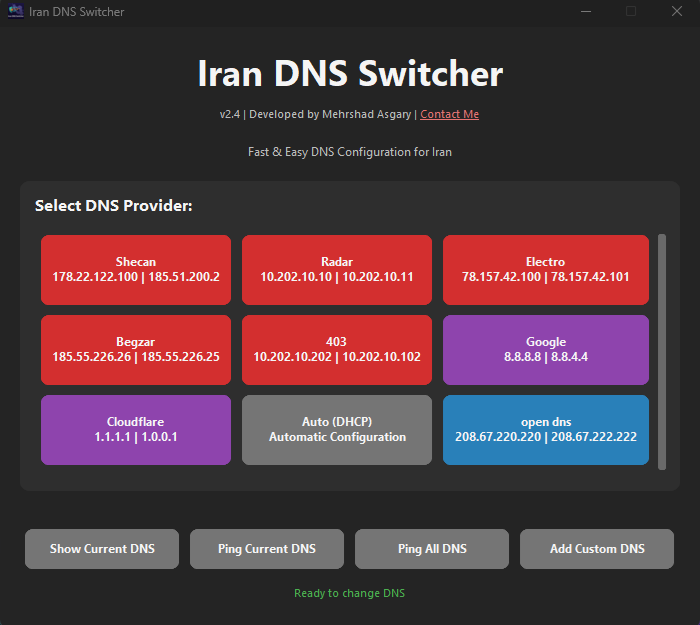 Iran DNS Switcher
Iran DNS Switcher
v2.4 | Developed by Mehrshad Asgary | Contact Me
Fast & Easy DNS Configuration for Iran
Select DNS Provider:
Shecan
178.22.122.100 | 185.51.200.2
Radar
10.202.10.10 | 10.202.10.11
Electro
78.157.42.100 | 78.157.42.101
Begzar
185.55.226.26 | 185.55.226.25
403
10.202.10.202 | 10.202.10.102
Google
8.8.8.8 | 8.8.4.4
Cloudflare
1.1.1.1 | 1.0.0.1
Auto (DHCP)
Automatic Configuration
open dns
208.67.220.220 | 208.67.222.222
Show Current DNS
Ping Current DNS
Ping All DNS
Add Custom DNS
Ready to change DNS